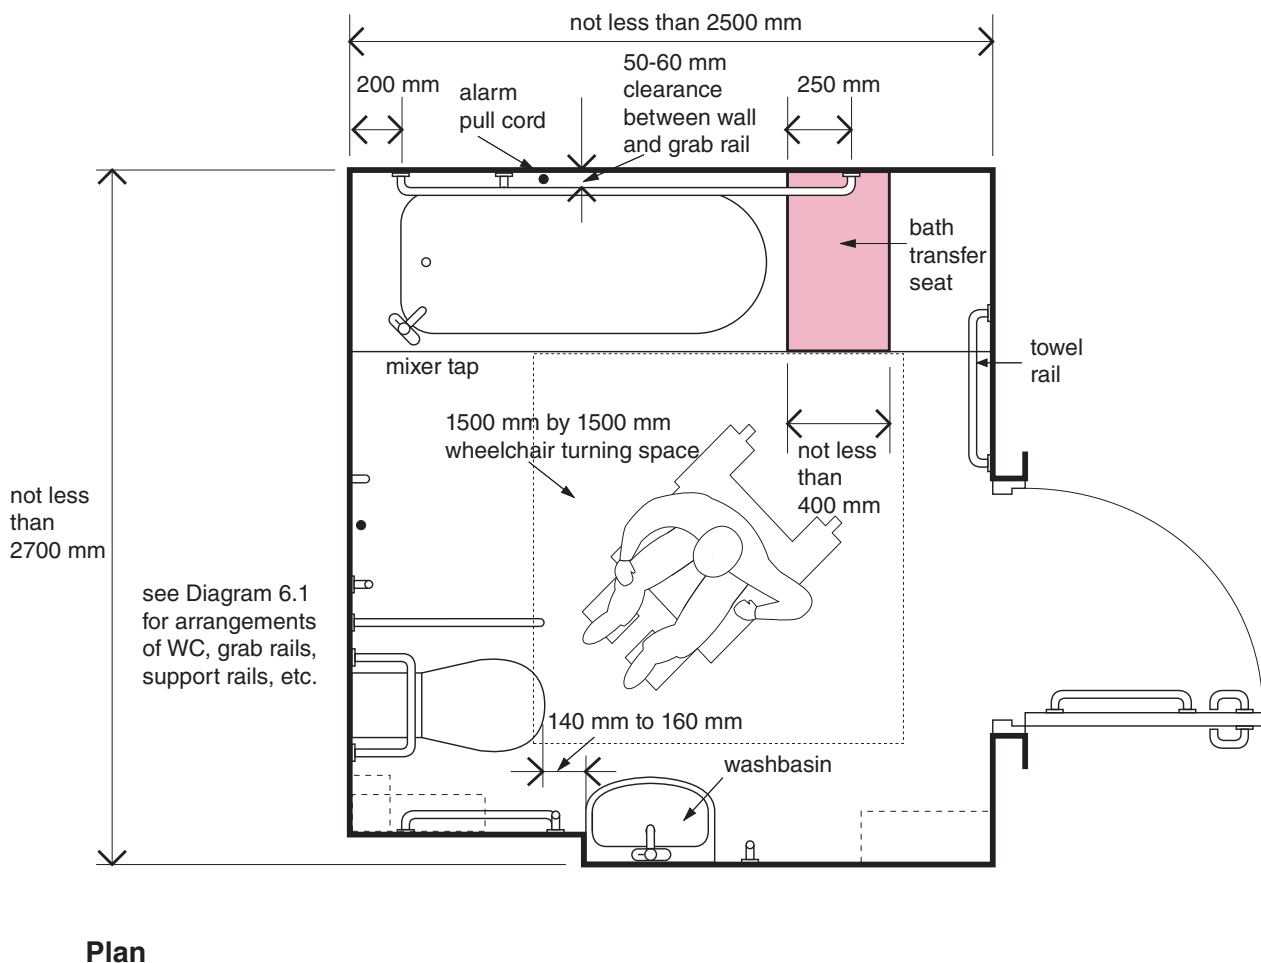 not less than 2500 mm
200 mm
alarm
pull cord
50-60 mm
clearance
between wall
and grab rail
250 mm
bath
transfer
seat
towel
rail
mixer tap
1500 mm by 1500 mm
wheelchair turning space
not less
than
400 mm
not less
than
2700 mm
see Diagram 6.1
for arrangements
of WC, grab rails,
support rails, etc.
140 mm to 160 mm
washbasin
Plan